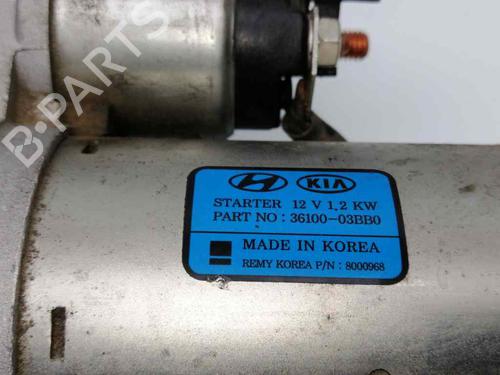 B-PARTS
KIA
STARTER 12 V 1.2 KW
PART NO : 36100-03BB0
MADE IN KOREA
REMY KOREA P/N : 8000968